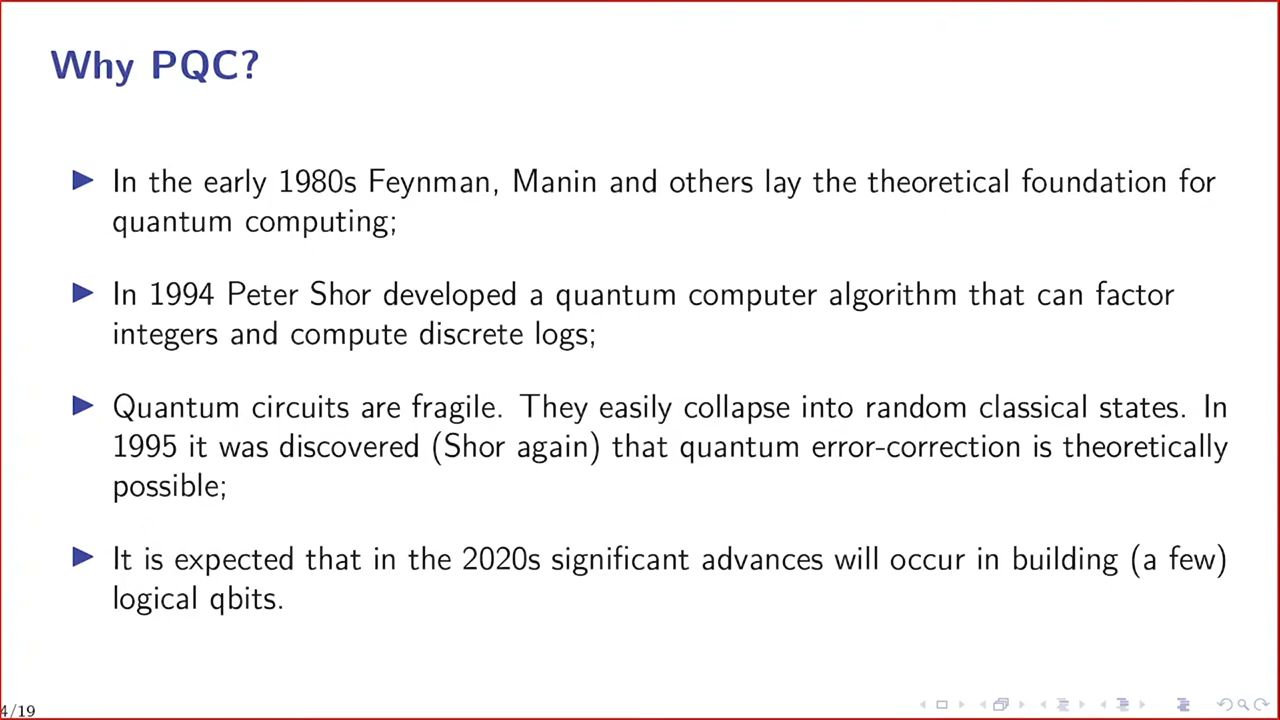 Why PQC?
In the early 1980s Feynman, Manin and others lay the theoretical foundation for
quantum computing;
In 1994 Peter Shor developed a quantum computer algorithm that can factor
integers and compute discrete logs;
Quantum circuits are fragile. They easily collapse into random classical states. In
1995 it was discovered (Shor again) that quantum error-correction is theoretically
possible;
It is expected that in the 2020s significant advances will occur in building (a few)
logical qbits.
4/19